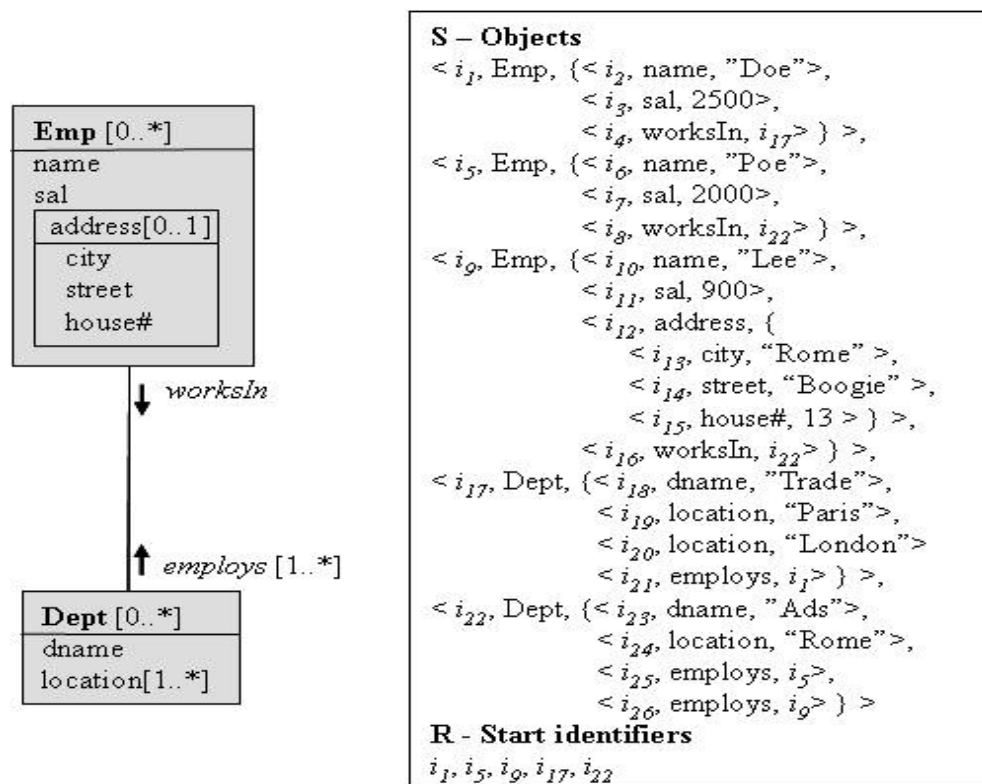 Emp [0..*]
name
sal
address[0..1]
city
street
house#
worksIn
employs [1..*]
Dept [0..*]
dname
location[1..*]
S – Objects
< i1, Emp, {< i2, name, ”Doe”>,
< i3, sal, 2500>,
< i4, worksIn, i17> } >,
< i5, Emp, {< i6, name, ”Poe”>,
< i7, sal, 2000>,
< i8, worksIn, i22> } >,
< i9, Emp, {< i10, name, ”Lee”>,
< i11, sal, 900>,
< i12, address, {
< i13, city, “Rome” >,
< i14, street, “Boogie” >,
< i15, house#, 13 > } >,
< i16, worksIn, i22> } >,
< i17, Dept, {< i18, dname, ”Trade”>,
< i19, location, “Paris”>,
< i20, location, “London”>
< i21, employs, i1> } >,
< i22, Dept, {< i23, dname, ”Ads”>,
< i24, location, “Rome”>,
< i25, employs, i5>,
< i26, employs, i9> } >
R - Start identifiers
i1, i5, i9, i17, i22